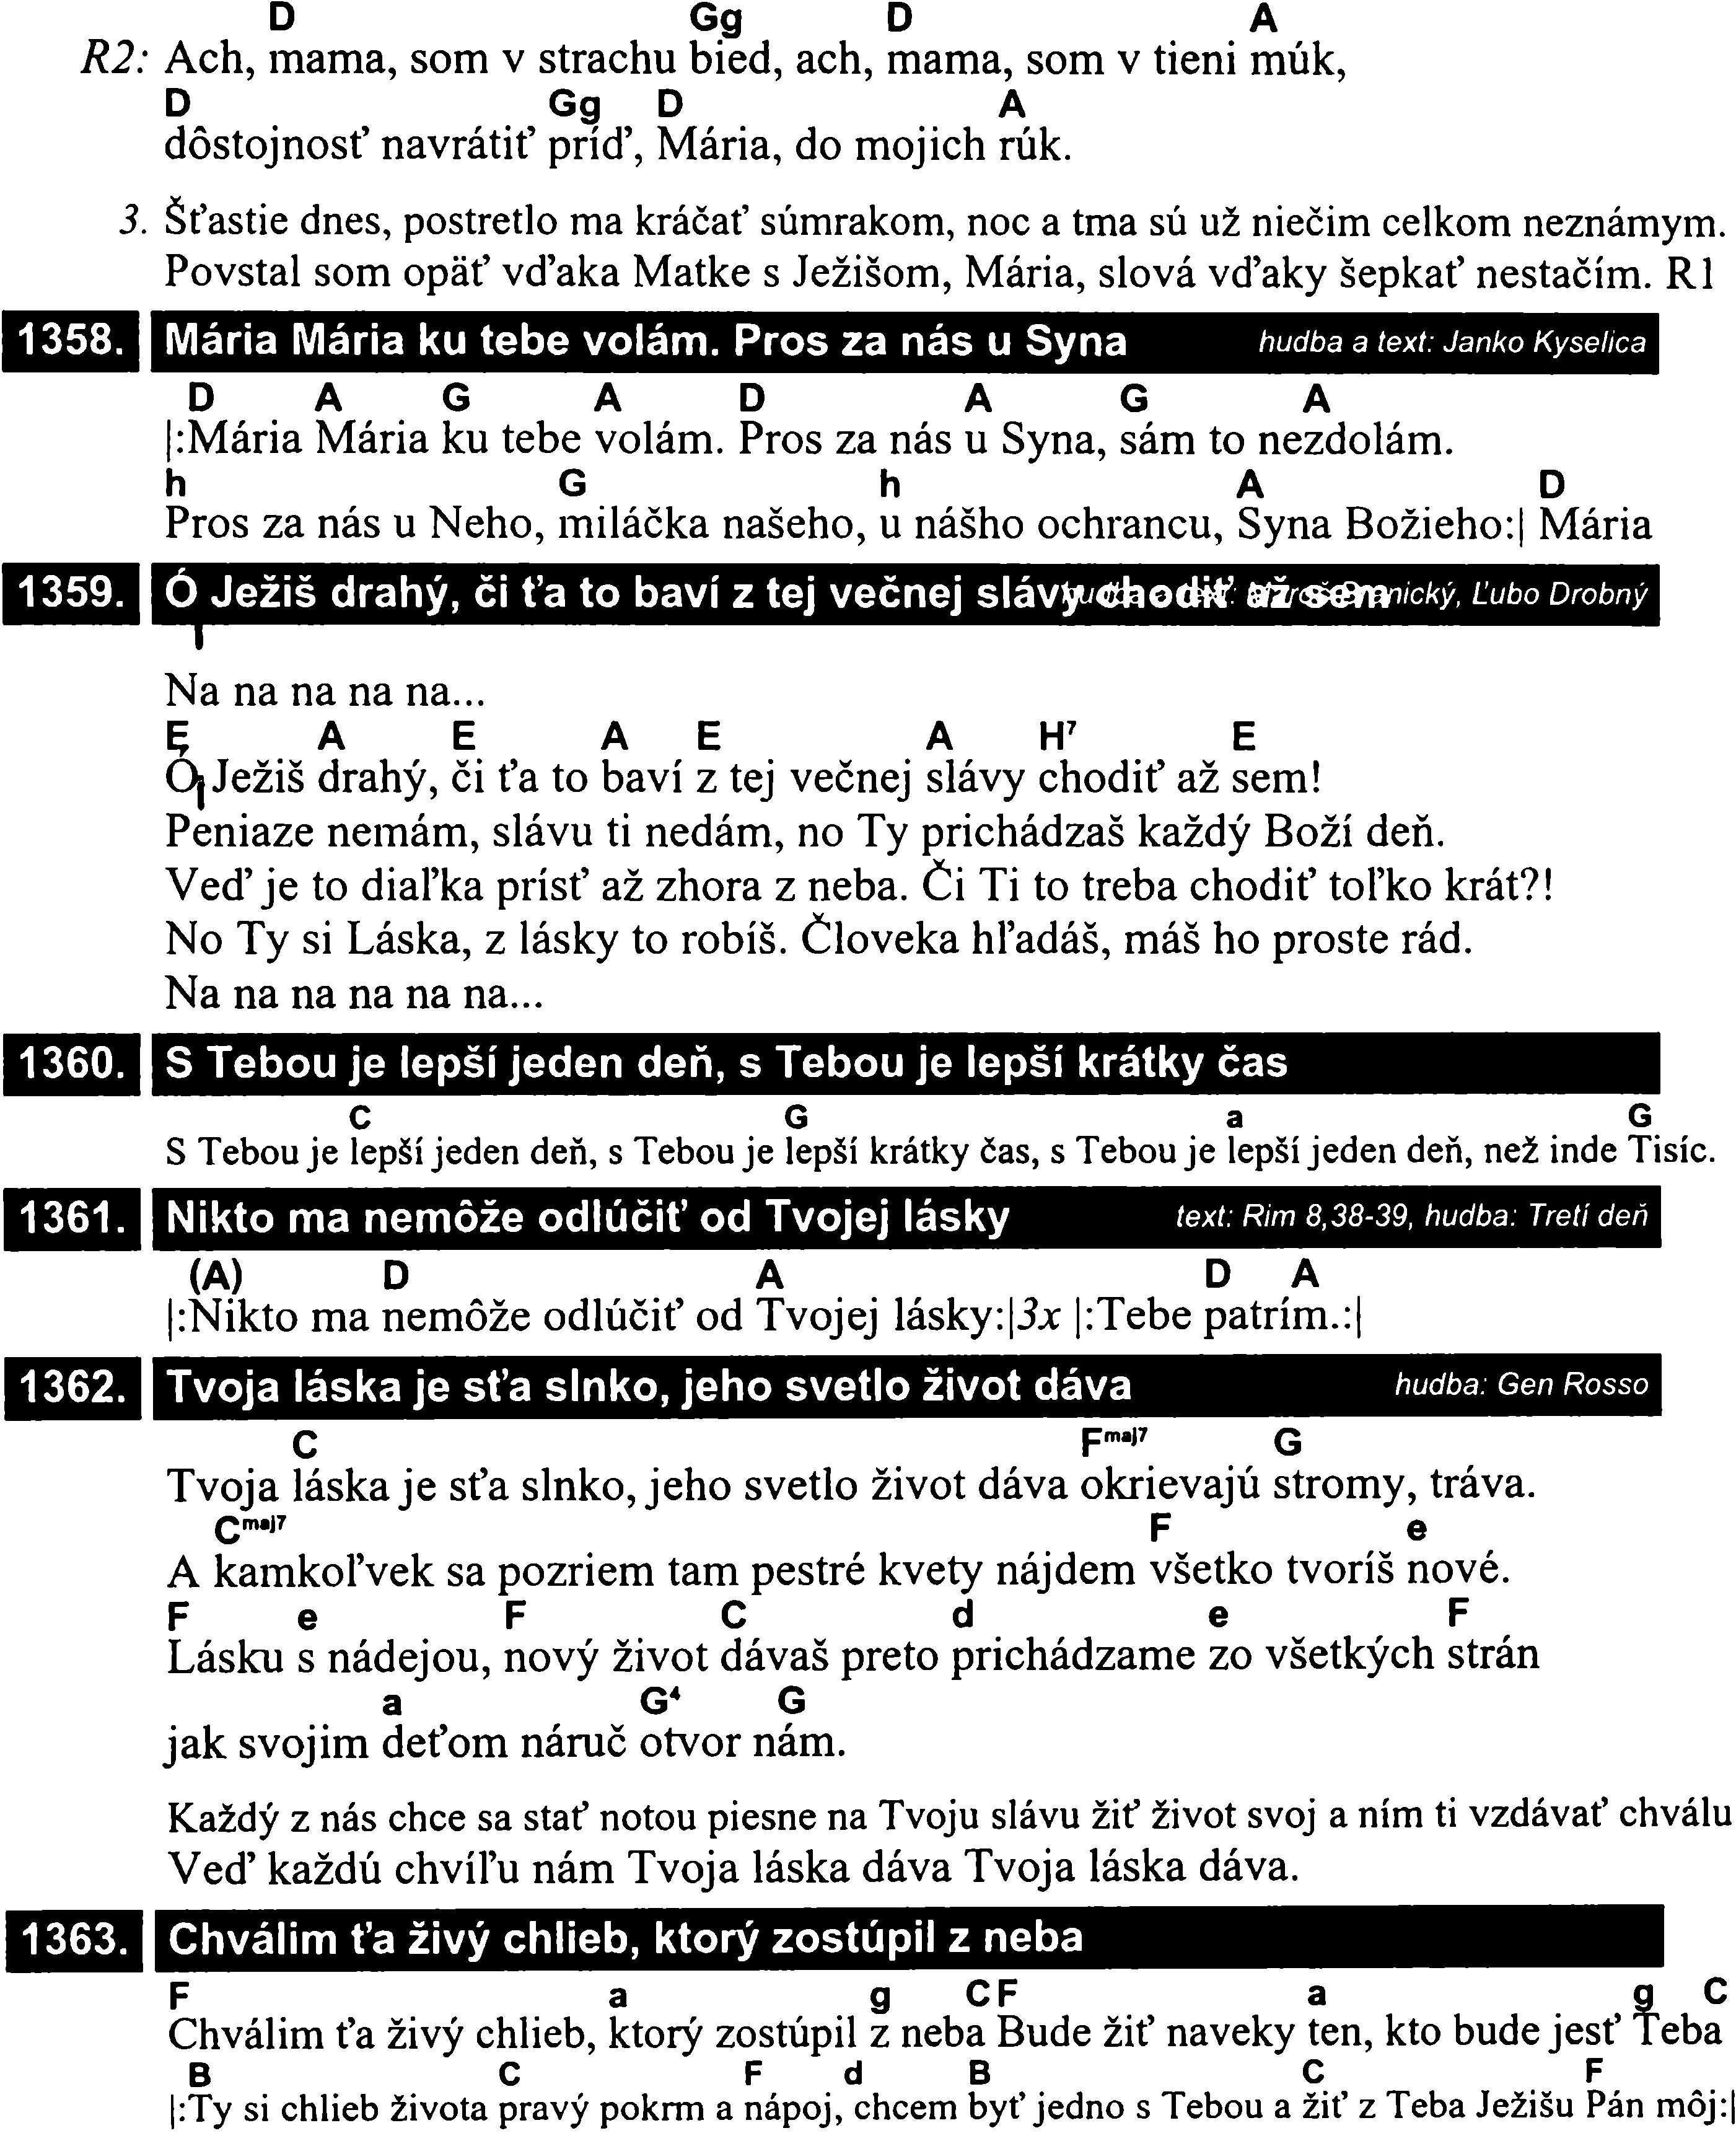 D Gg D A
R2: Ach, mama, som v strachu bied, ach, mama, som v tieni múk,
D Gg D A
dôstojnosť navrátiť príď, Mária, do mojich rúk.
3. Šťastie dnes, postretlo ma kráčať súmrakom, noc a tma sú už niečim celkom neznámym.
Povstal som opäť vďaka Matke s Ježišom, Mária, slová vďaky šepkať nestačím. R1
1358. Mária Mária ku tebe volám. Pros za nás u Syna hudba a text: Janko Kyselica
D A G A D A G A
|:Mária Mária ku tebe volám. Pros za nás u Syna, sám to nezdolám.
h G h A D
Pros za nás u Neho, miláčka našeho, u nášho ochrancu, Syna Božieho:| Mária
1359. Ó Ježiš drahý, či ťa to baví z tej večnej slávy chodiť až sem Ľubo Drobný
Na na na na na...
E A E A E A H7 E
Ó Ježiš drahý, či ťa to baví z tej večnej slávy chodiť až sem!
Peniaze nemám, slávu ti nedám, no Ty prichádzaš každý Boží deň.
Veď je to diaľka prísť až zhora z neba. Či Ti to treba chodiť toľko krát?!
No Ty si Láska, z lásky to robíš. Človeka hľadáš, máš ho proste rád.
Na na na na na na...
1360. S Tebou je lepší jeden deň, s Tebou je lepší krátky čas
C G a G
S Tebou je lepší jeden deň, s Tebou je lepší krátky čas, s Tebou je lepší jeden deň, než inde Tisíc.
1361. Nikto ma nemôže odlúčiť od Tvojej lásky text: Rim 8,38-39, hudba: Tretí deň
(A) D A D A
|:Nikto ma nemôže odlúčiť od Tvojej lásky:|3x |:Tebe patrím.:|
1362. Tvoja láska je sťa slnko, jeho svetlo život dáva hudba: Gen Rosso
C Fmaj7 G
Tvoja láska je sťa slnko, jeho svetlo život dáva okrievajú stromy, tráva.
Cmaj7 F e
A kamkoľvek sa pozriem tam pestré kvety nájdem všetko tvoríš nové.
F e F C d e F
Lásku s nádejou, nový život dávaš preto prichádzame zo všetkých strán
a G4 G
jak svojim deťom náruč otvor nám.
Každý z nás chce sa stať notou piesne na Tvoju slávu žiť život svoj a ním ti vzdávať chválu
Veď každú chvíľu nám Tvoja láska dáva Tvoja láska dáva.
1363. Chválim ťa živý chlieb, ktorý zostúpil z neba
F a g C F a g C
Chválim ťa živý chlieb, ktorý zostúpil z neba Bude žiť naveky ten, kto bude jesť Teba
B C F d B C F
|:Ty si chlieb života pravý pokrm a nápoj, chcem byť jedno s Tebou a žiť z Teba Ježišu Pán môj:|